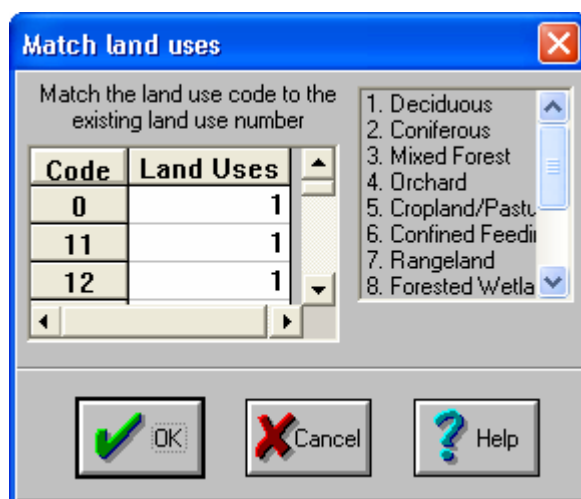 Match land uses
Match the land use code to the
existing land use number
Code Land Uses
0 1
11 1
12 1
1. Deciduous
2. Coniferous
3. Mixed Forest
4. Orchard
5. Cropland/Pastu
6. Confined Feedin
7. Rangeland
8. Forested Wetla
OK Cancel Help